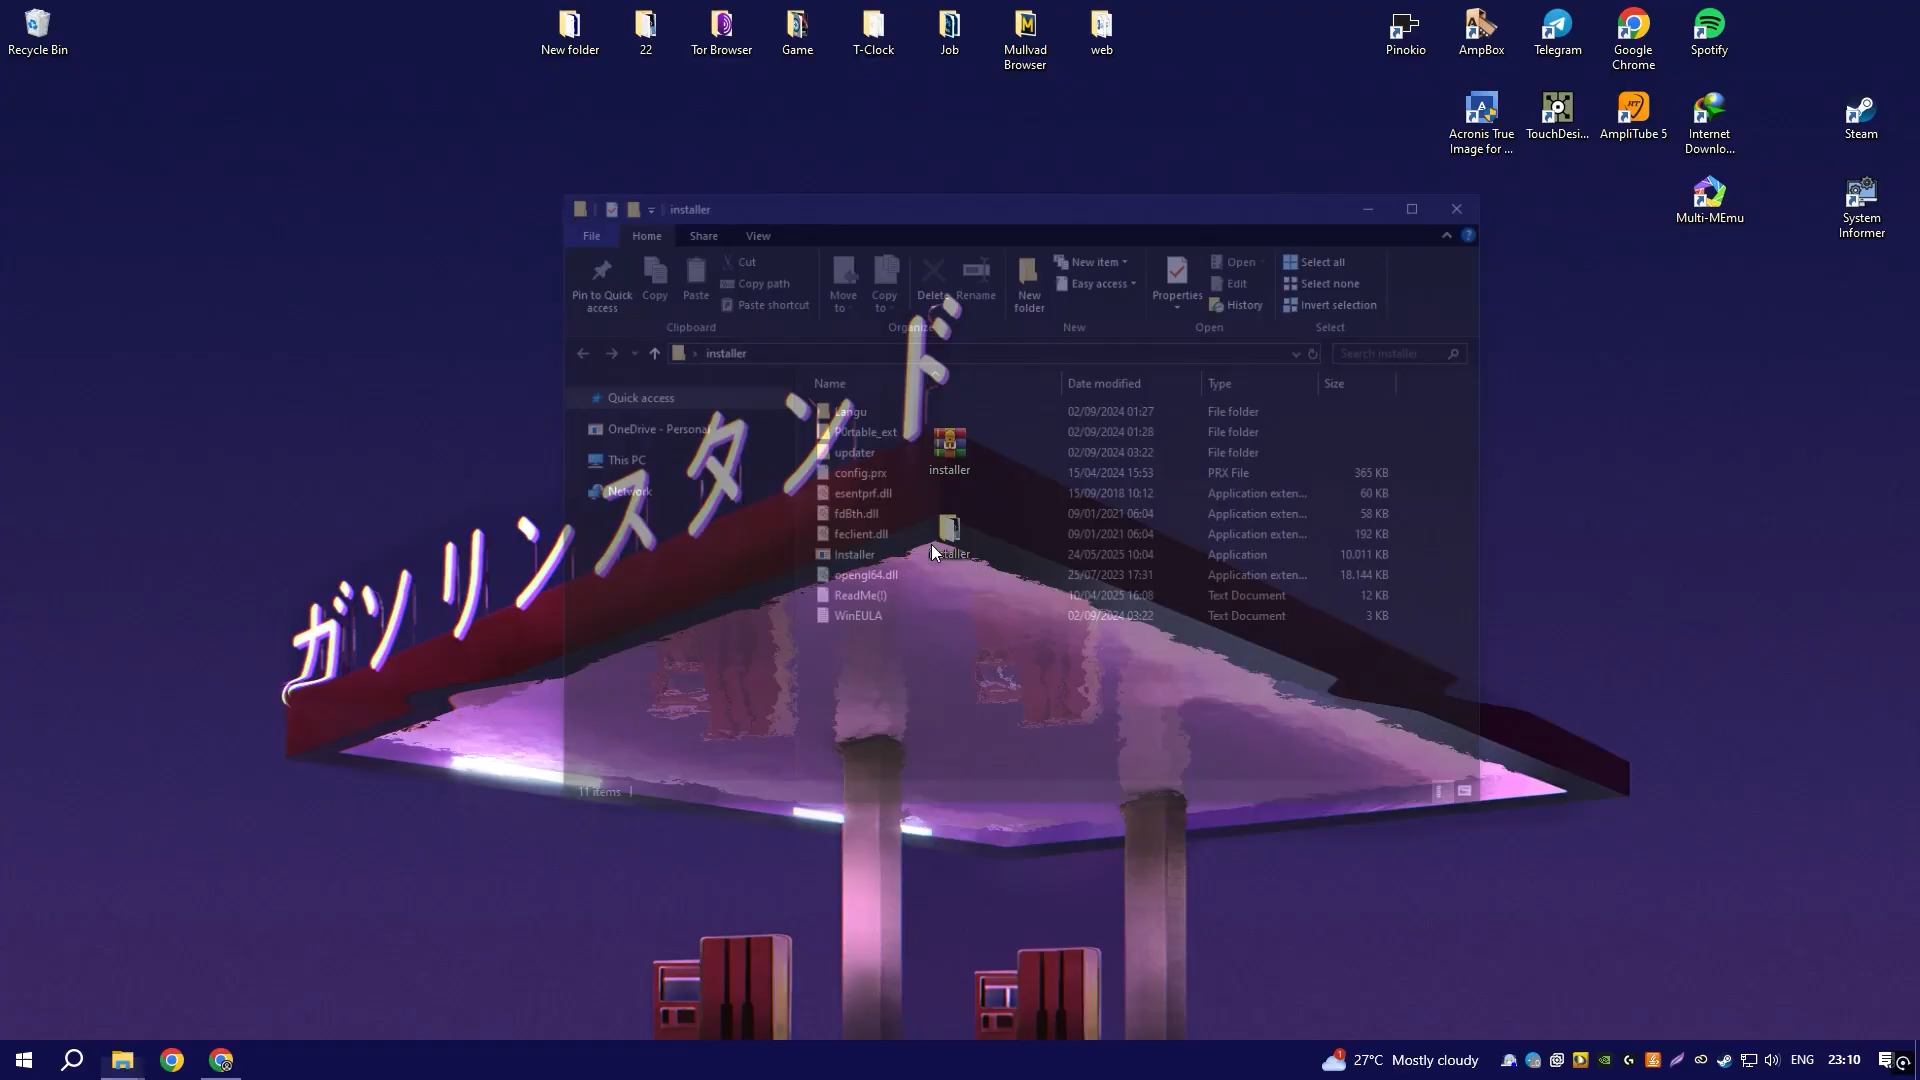 Recycle Bin
New folder
22
Tor Browser
Game
T-Clock
Job
Mullvad Browser
web
Pinokio
AmpBox
Telegram
Google Chrome
Spotify
Acronis True Image for ...
TouchDesi...
AmpliTube 5
Internet Downlo...
Steam
Multi-MEmu
System Informer
installer
File
Home
Share
View
Pin to Quick access
Copy
Paste
Cut
Copy path
Paste shortcut
Clipboard
Move to
Copy to
Delete
Rename
Organize
New folder
New item
Easy access
New
Properties
Open
Edit
History
Open
Select all
Select none
Invert selection
Select
installer
Search installer
Name
Date modified
Type
Size
Quick access
OneDrive - Personal
This PC
Network
Langu 02/09/2024 01:27 File folder
P0rtable_ext 02/09/2024 01:28 File folder
updater 02/09/2024 03:22 File folder
config.prx 15/04/2024 15:53 PRX File 365 KB
esentprf.dll 15/09/2018 10:12 Application exten... 60 KB
fdBth.dll 09/01/2021 06:04 Application exten... 58 KB
feclient.dll 09/01/2021 06:04 Application exten... 192 KB
Installer 24/05/2025 10:04 Application 10.011 KB
opengl64.dll 25/07/2023 17:31 Application exten... 18.144 KB
ReadMe(!) 10/04/2025 16:08 Text Document 12 KB
WinEULA 02/09/2024 03:22 Text Document 3 KB
installer
11 items
ガソリンスタンド
27°C Mostly cloudy
ENG
23:10